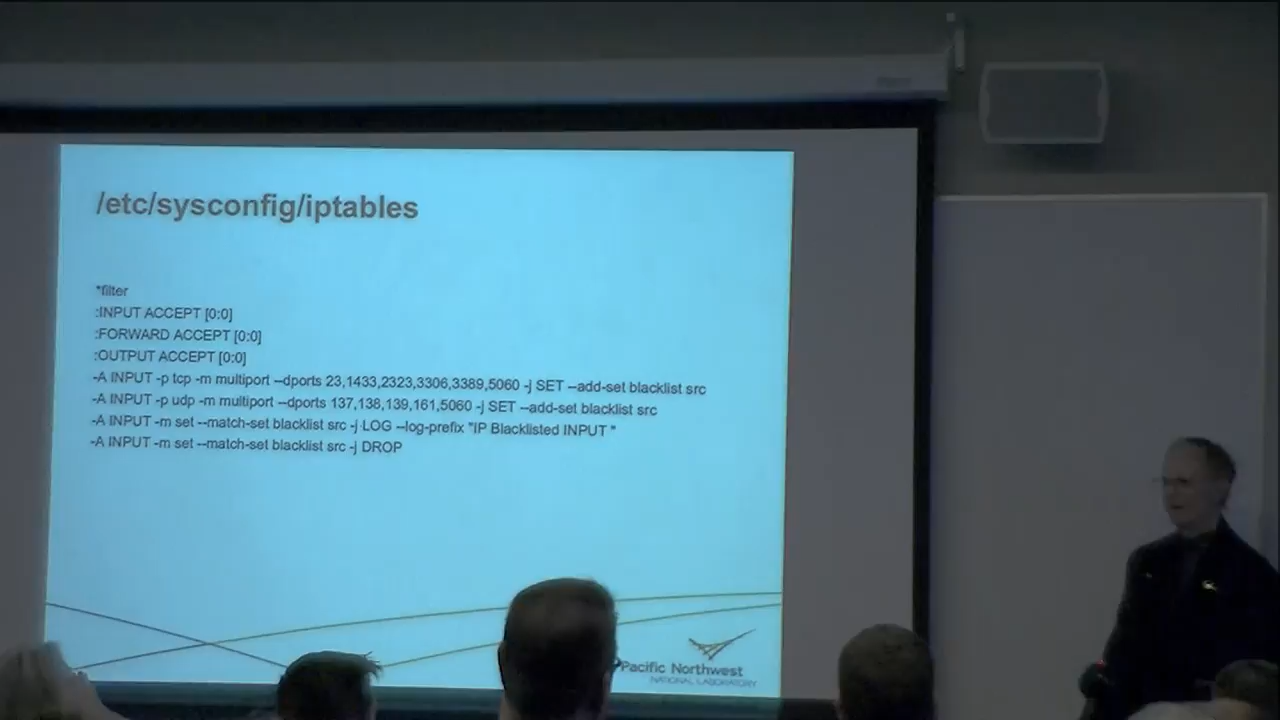 /etc/sysconfig/iptables
*filter
:INPUT ACCEPT [0:0]
:FORWARD ACCEPT [0:0]
:OUTPUT ACCEPT [0:0]
-A INPUT -p tcp -m multiport --dports 23,1433,2323,3306,3389,5060 -j SET --add-set blacklist src
-A INPUT -p udp -m multiport --dports 137,138,139,161,5060 -j SET --add-set blacklist src
-A INPUT -m set --match-set blacklist src -j LOG --log-prefix "IP Blacklisted INPUT "
-A INPUT -m set --match-set blacklist src -j DROP
Pacific Northwest
NATIONAL LABORATORY